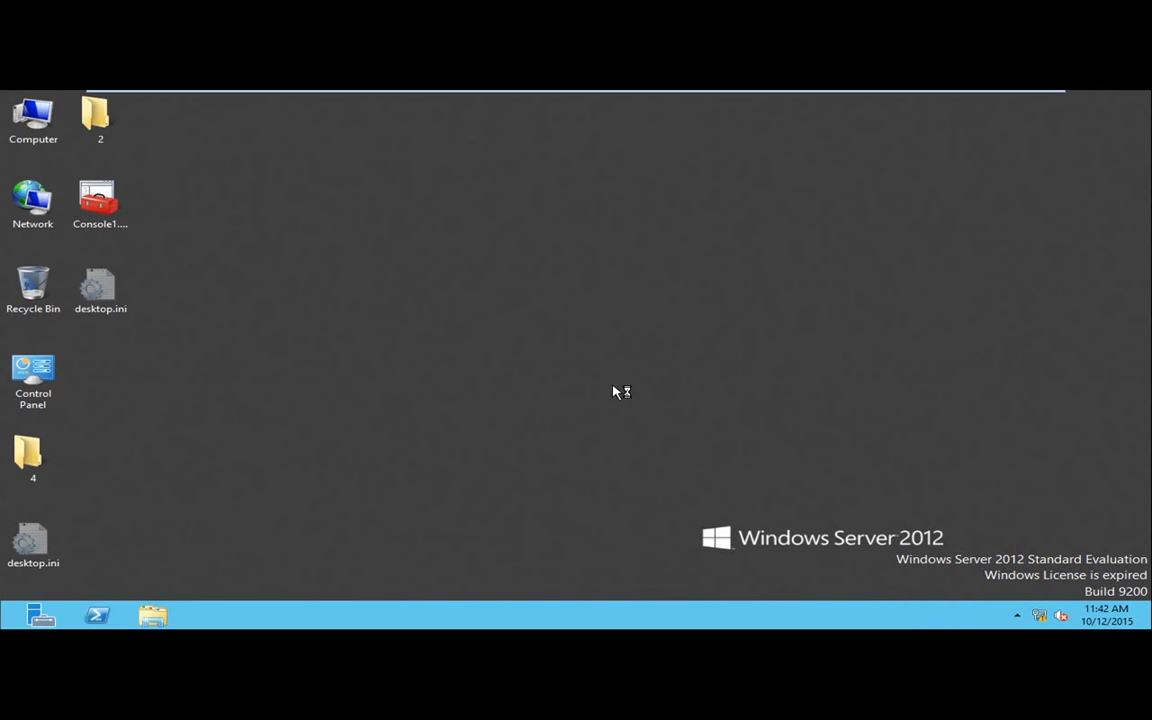 Computer
2
Network
Console1....
Recycle Bin
desktop.ini
Control
Panel
4
desktop.ini
Windows Server 2012
Windows Server 2012 Standard Evaluation
Windows License is expired
Build 9200
11:42 AM
10/12/2015